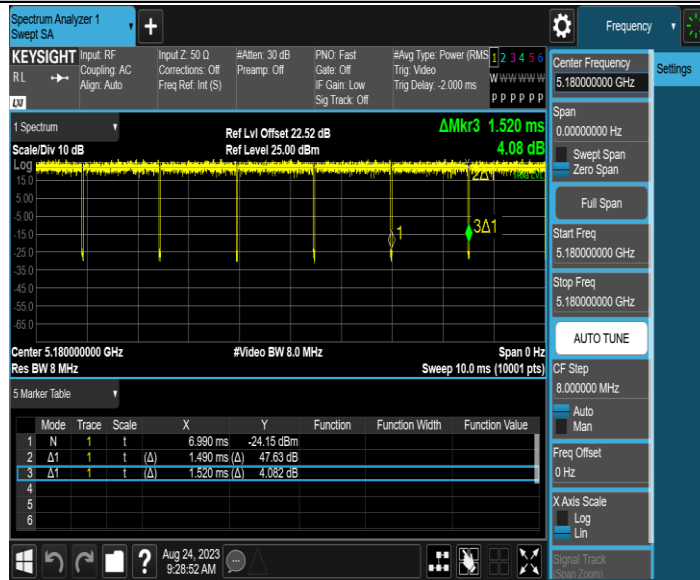 Spectrum Analyzer 1
Swept SA
Frequency
KEYSIGHT
Input: RF
Coupling: AC
Align: Auto
Input Z: 50 Ω
Corrections: Off
Freq Ref: Int (S)
#Atten: 30 dB
Preamp: Off
PNO: Fast
Gate: Off
IF Gain: Low
Sig Track: Off
#Avg Type: Power (RMS
Trig: Video
Trig Delay: -2.000 ms
1 2 3 4 5 6
W W W W W W
P P P P P P
RL
LXI
Center Frequency
5.180000000 GHz
Settings
Span
0.00000000 Hz
Swept Span
Zero Span
Full Span
Start Freq
5.180000000 GHz
Stop Freq
5.180000000 GHz
AUTO TUNE
CF Step
8.000000 MHz
Auto
Man
Freq Offset
0 Hz
X Axis Scale
Log
Lin
Signal Track
(Span Zoom)
1 Spectrum
Scale/Div 10 dB
Ref Lvl Offset 22.52 dB
Ref Level 25.00 dBm
ΔMkr3 1.520 ms
4.08 dB
Log
15.0
5.00
-5.00
-15.0
-25.0
-35.0
-45.0
-55.0
-65.0
2Δ1
1
3Δ1
Center 5.180000000 GHz
#Video BW 8.0 MHz
Span 0 Hz
Res BW 8 MHz
Sweep 10.0 ms (10001 pts)
5 Marker Table
Mode Trace Scale X Y Function Function Width Function Value
1 N 1 t 6.990 ms -24.15 dBm
2 Δ1 1 t (Δ) 1.490 ms (Δ) 47.63 dB
3 Δ1 1 t (Δ) 1.520 ms (Δ) 4.082 dB
4
5
6
Aug 24, 2023
9:28:52 AM